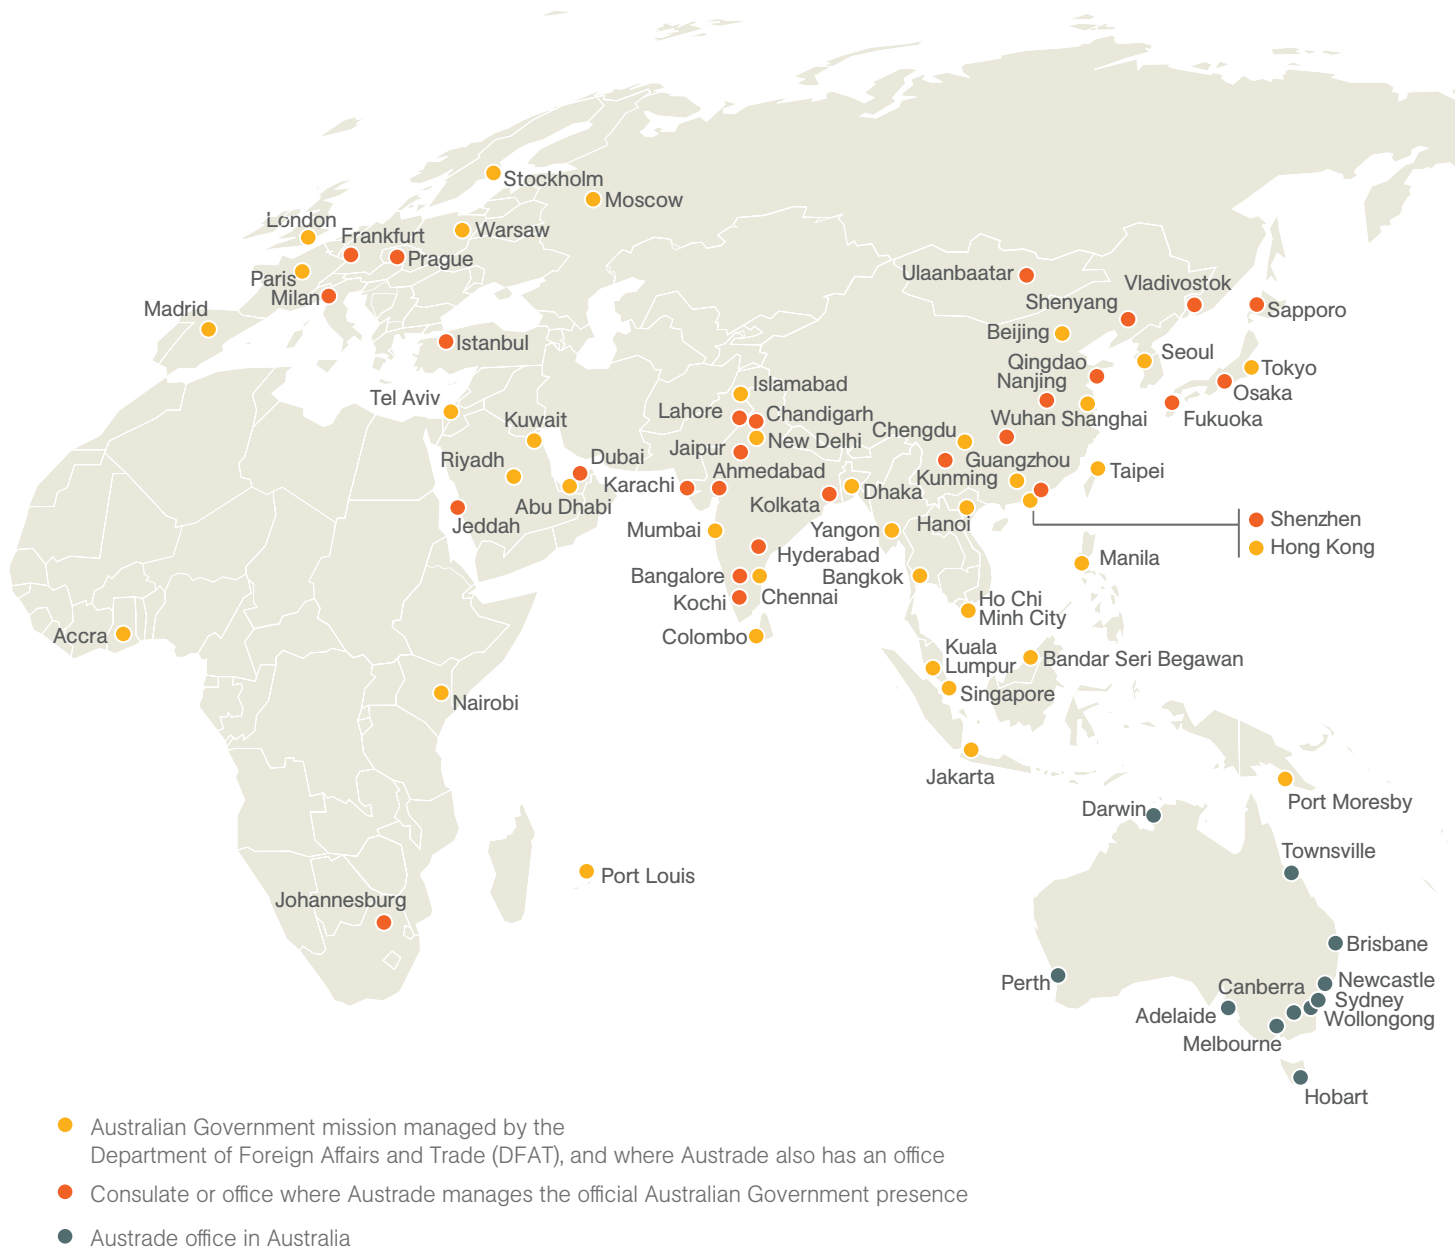 Stockholm
Moscow
London
Warsaw
Frankfurt
Prague
Paris
Milan
Madrid
Istanbul
Ulaanbaatar
Vladivostok
Shenyang
Sapporo
Beijing
Seoul
Qingdao
Tokyo
Nanjing
Osaka
Tel Aviv
Islamabad
Lahore
Chandigarh
Wuhan
Shanghai
Fukuoka
Kuwait
New Delhi
Chengdu
Jaipur
Riyadh
Dubai
Guangzhou
Ahmedabad
Taipei
Karachi
Kunming
Abu Dhabi
Kolkata
Dhaka
Jeddah
Hanoi
Shenzhen
Mumbai
Yangon
Hong Kong
Hyderabad
Manila
Bangalore
Bangkok
Kochi
Chennai
Ho Chi
Minh City
Accra
Colombo
Kuala
Lumpur
Bandar Seri Begawan
Singapore
Nairobi
Jakarta
Port Moresby
Darwin
Townsville
Port Louis
Johannesburg
Brisbane
Perth
Newcastle
Canberra
Sydney
Adelaide
Wollongong
Melbourne
Hobart
Australian Government mission managed by the
Department of Foreign Affairs and Trade (DFAT), and where Austrade also has an office
Consulate or office where Austrade manages the official Australian Government presence
Austrade office in Australia